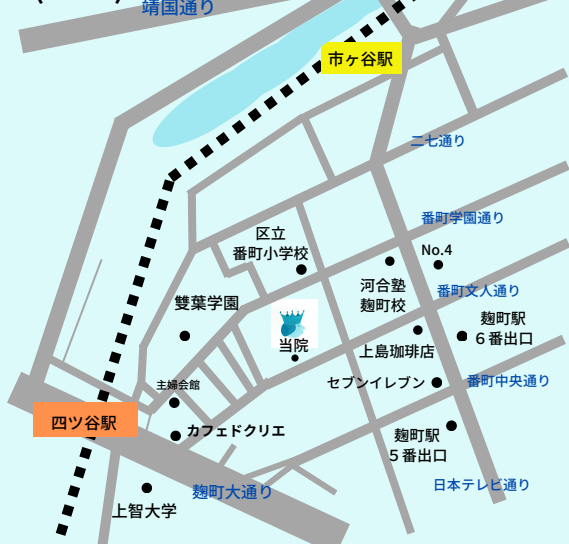 靖国通り
市ヶ谷駅
二七通り
番町学園通り
区立
番町小学校
No.4
河合塾
麹町校
番町文人通り
雙葉学園
麹町駅
６番出口
当院
上島珈琲店
主婦会館
セブンイレブン
番町中央通り
四ツ谷駅
カフェドクリエ
麹町駅
５番出口
日本テレビ通り
麹町大通り
上智大学